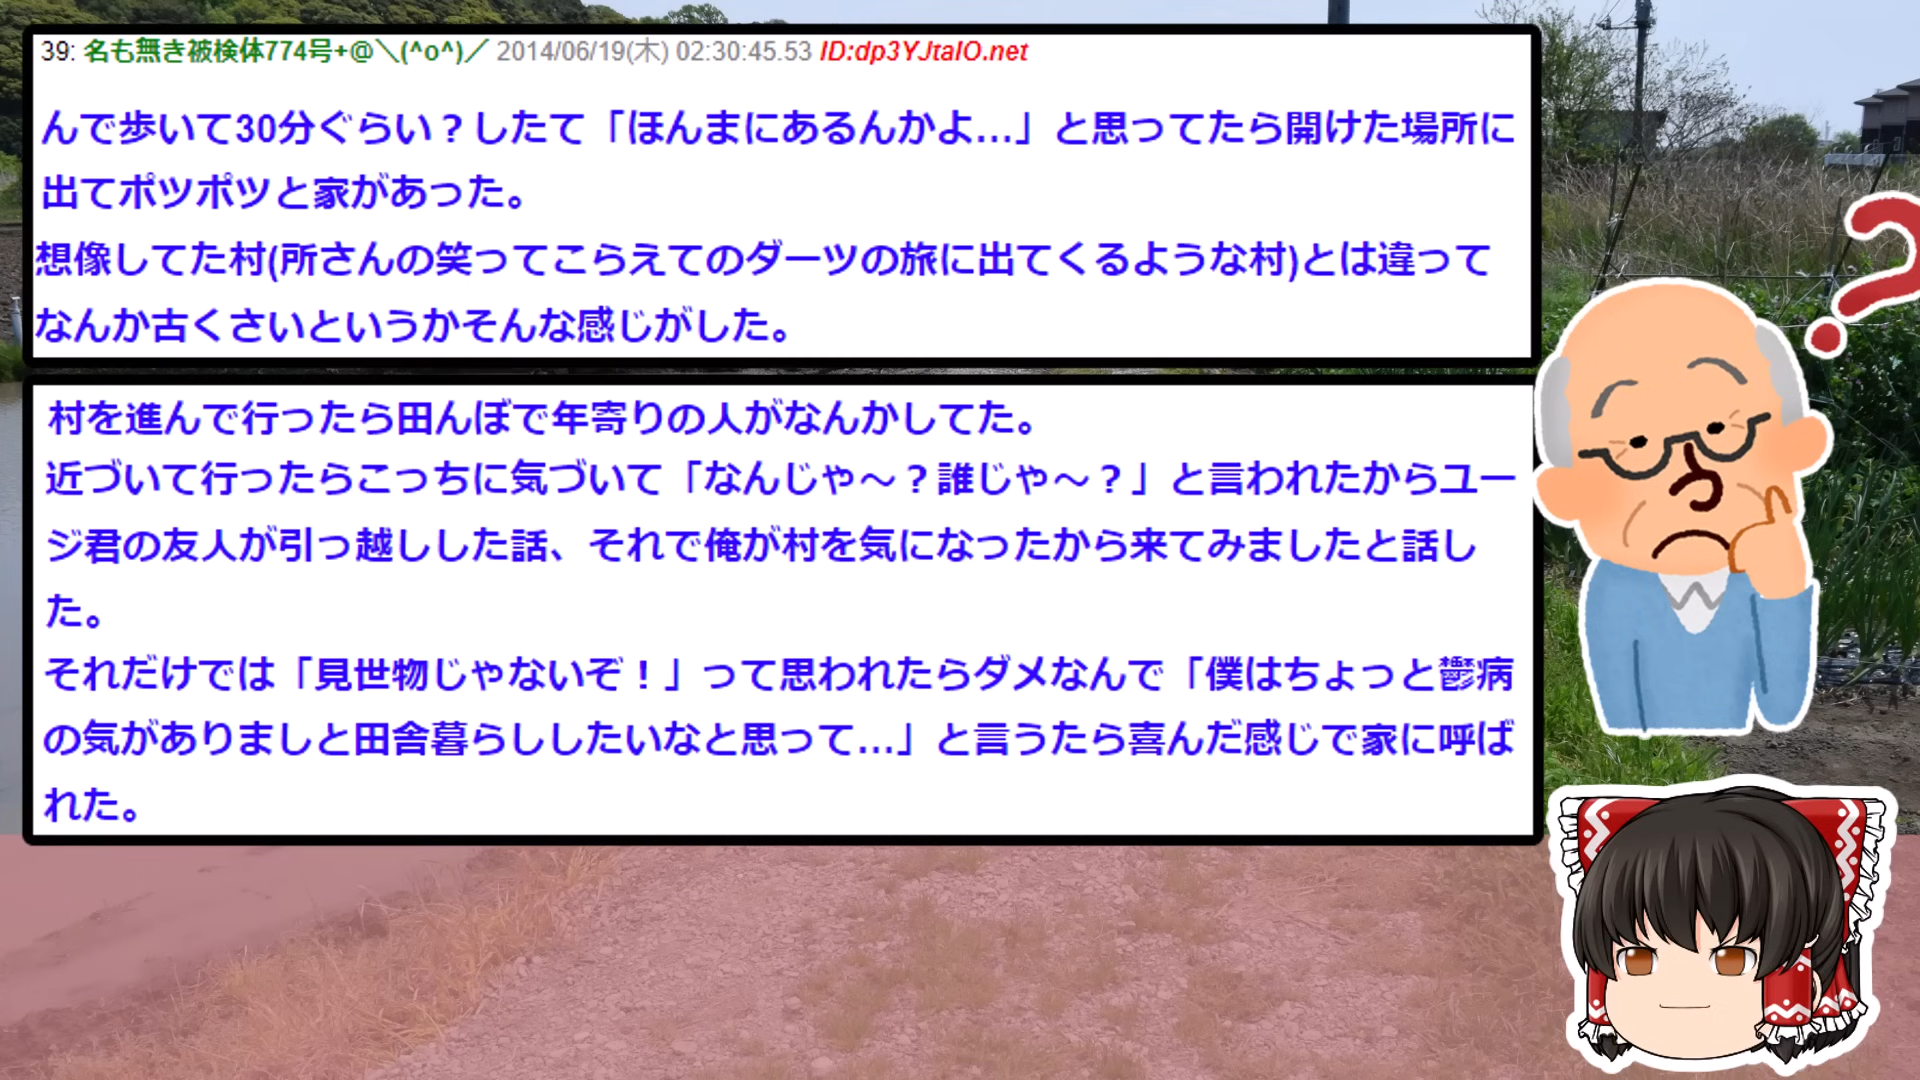 39: 名も無き被検体774号+@＼(^o^)／ 2014/06/19(木) 02:30:45.53 ID:dp3YJtaIO.net
んで歩いて30分ぐらい？したて「ほんまにあるんかよ…」と思ってたら開けた場所に
出てポツポツと家があった。
想像してた村(所さんの笑ってこらえてのダーツの旅に出てくるような村)とは違って
なんか古くさいというかそんな感じがした。
村を進んで行ったら田んぼで年寄りの人がなんかしてた。
近づいて行ったらこっちに気づいて「なんじゃ～？誰じゃ～？」と言われたからユー
ジ君の友人が引っ越しした話、それで俺が村を気になったから来てみましたと話し
た。
それだけでは「見世物じゃないぞ！」って思われたらダメなんで「僕はちょっと鬱病
の気がありましと田舎暮らししたいなと思って…」と言うたら喜んだ感じで家に呼ば
れた。
?